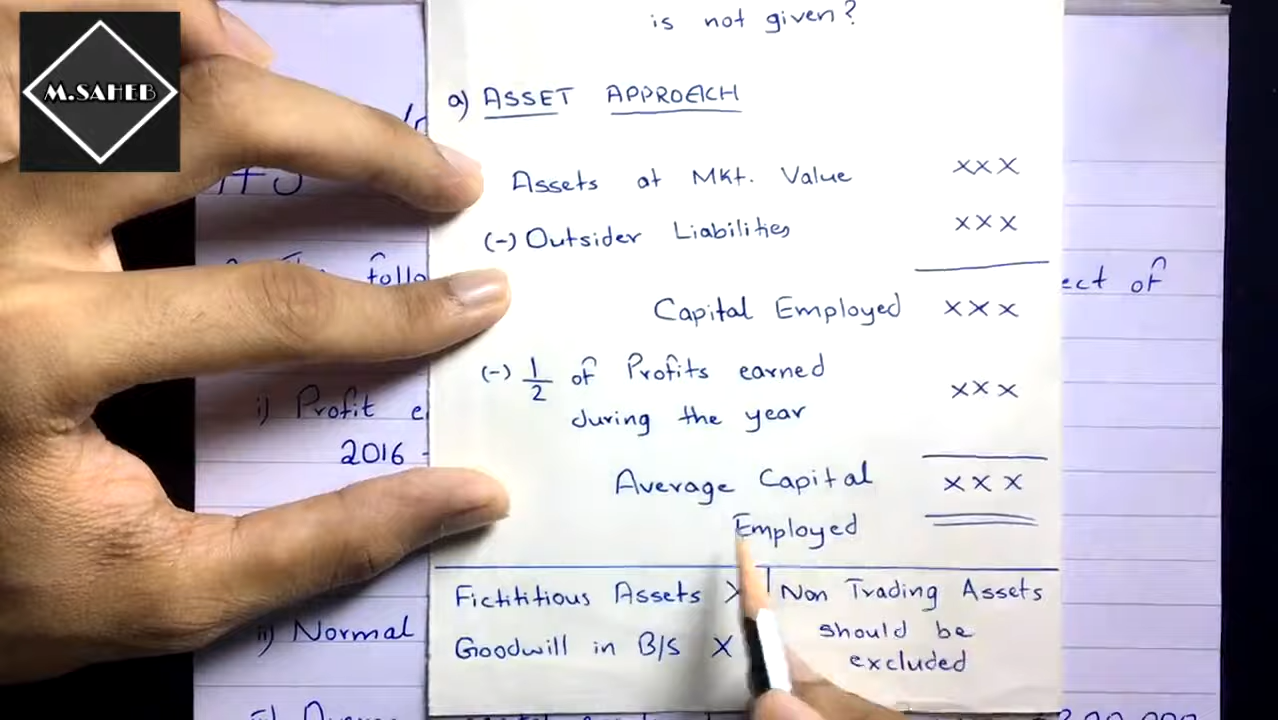 M.SAHEB
is not given?
a) ASSET APPROACH
Assets at Mkt. Value xxx
(-) Outsider Liabilities xxx
Capital Employed xxx
(-) 1/2 of Profits earned
during the year xxx
Average Capital xxx
Employed
Fictititious Assets X
Goodwill in B/S X
Non Trading Assets
should be
excluded
follo
ect of
i) Profit e
2016 -
ii) Normal